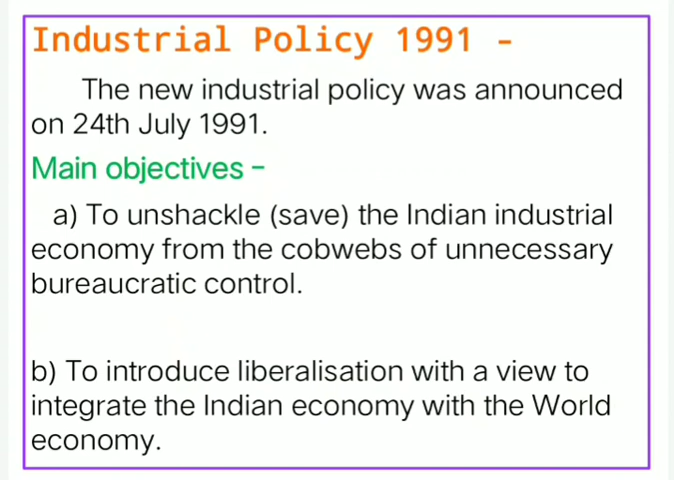 Industrial Policy 1991 -
The new industrial policy was announced
on 24th July 1991.
Main objectives -
a) To unshackle (save) the Indian industrial
economy from the cobwebs of unnecessary
bureaucratic control.
b) To introduce liberalisation with a view to
integrate the Indian economy with the World
economy.